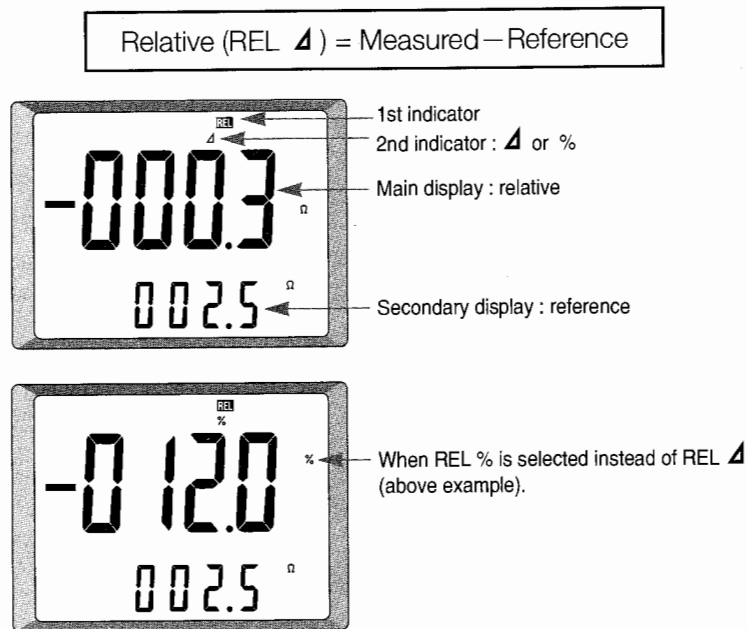 Relative (REL ⊿) = Measured—Reference
REL
⊿
-000.3 Ω
002.5 Ω
1st indicator
2nd indicator : ⊿ or %
Main display : relative
Secondary display : reference
REL
%
-012.0 %
002.5 Ω
When REL % is selected instead of REL ⊿
(above example).